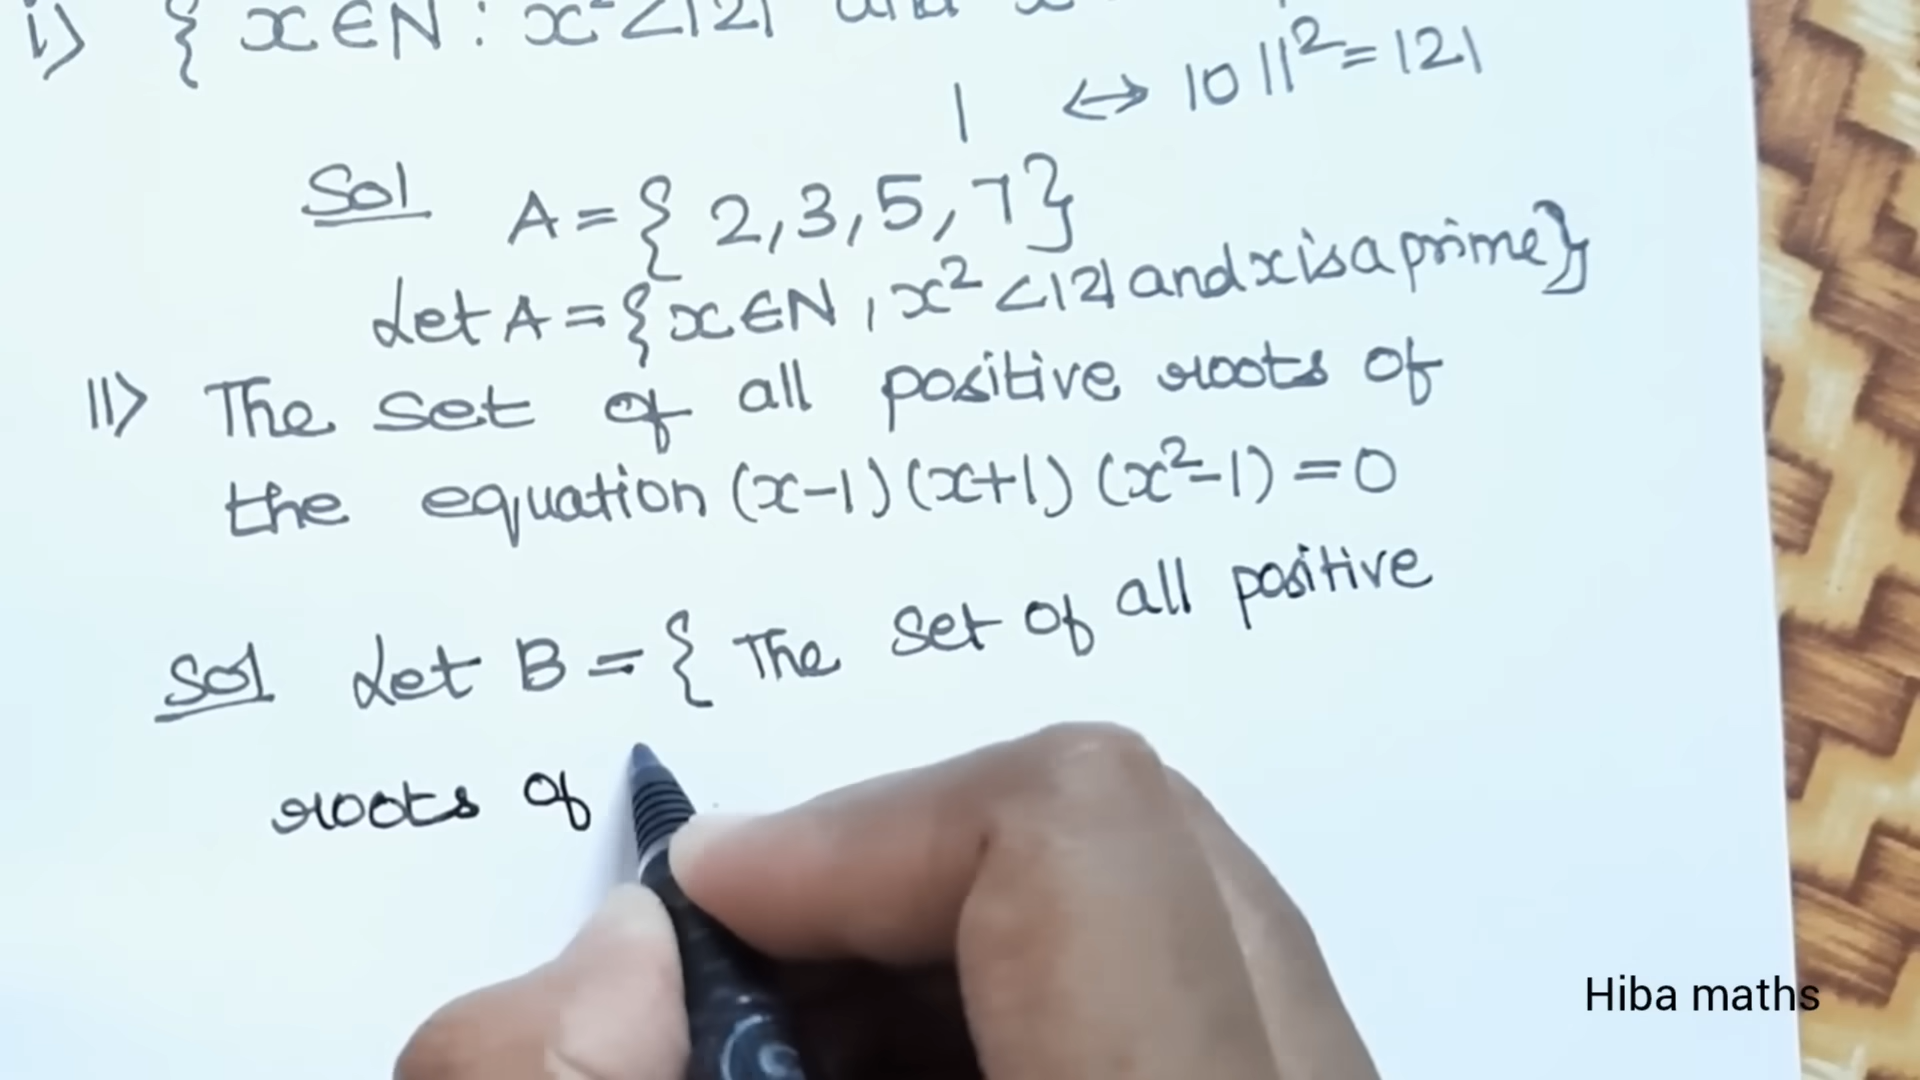 i) { x∈N : x² <121 and x
1 ↔ 10 11² = 121
Sol A = { 2, 3, 5, 7}
Let A = {x∈N , x² <121 and x is a prime}
II) The set of all positive roots of
the equation (x-1)(x+1)(x²-1) = 0
Sol Let B = { The set of all positive
roots of
Hiba maths